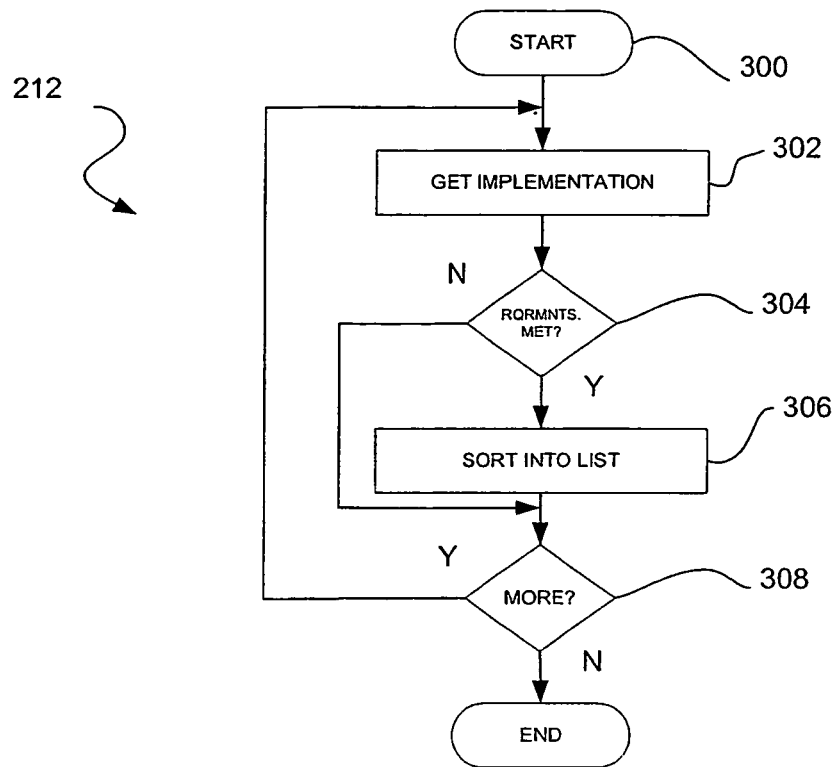 START
300
212
302
GET IMPLEMENTATION
N
RQRMNTS.
MET?
304
Y
306
SORT INTO LIST
Y
MORE?
308
N
END